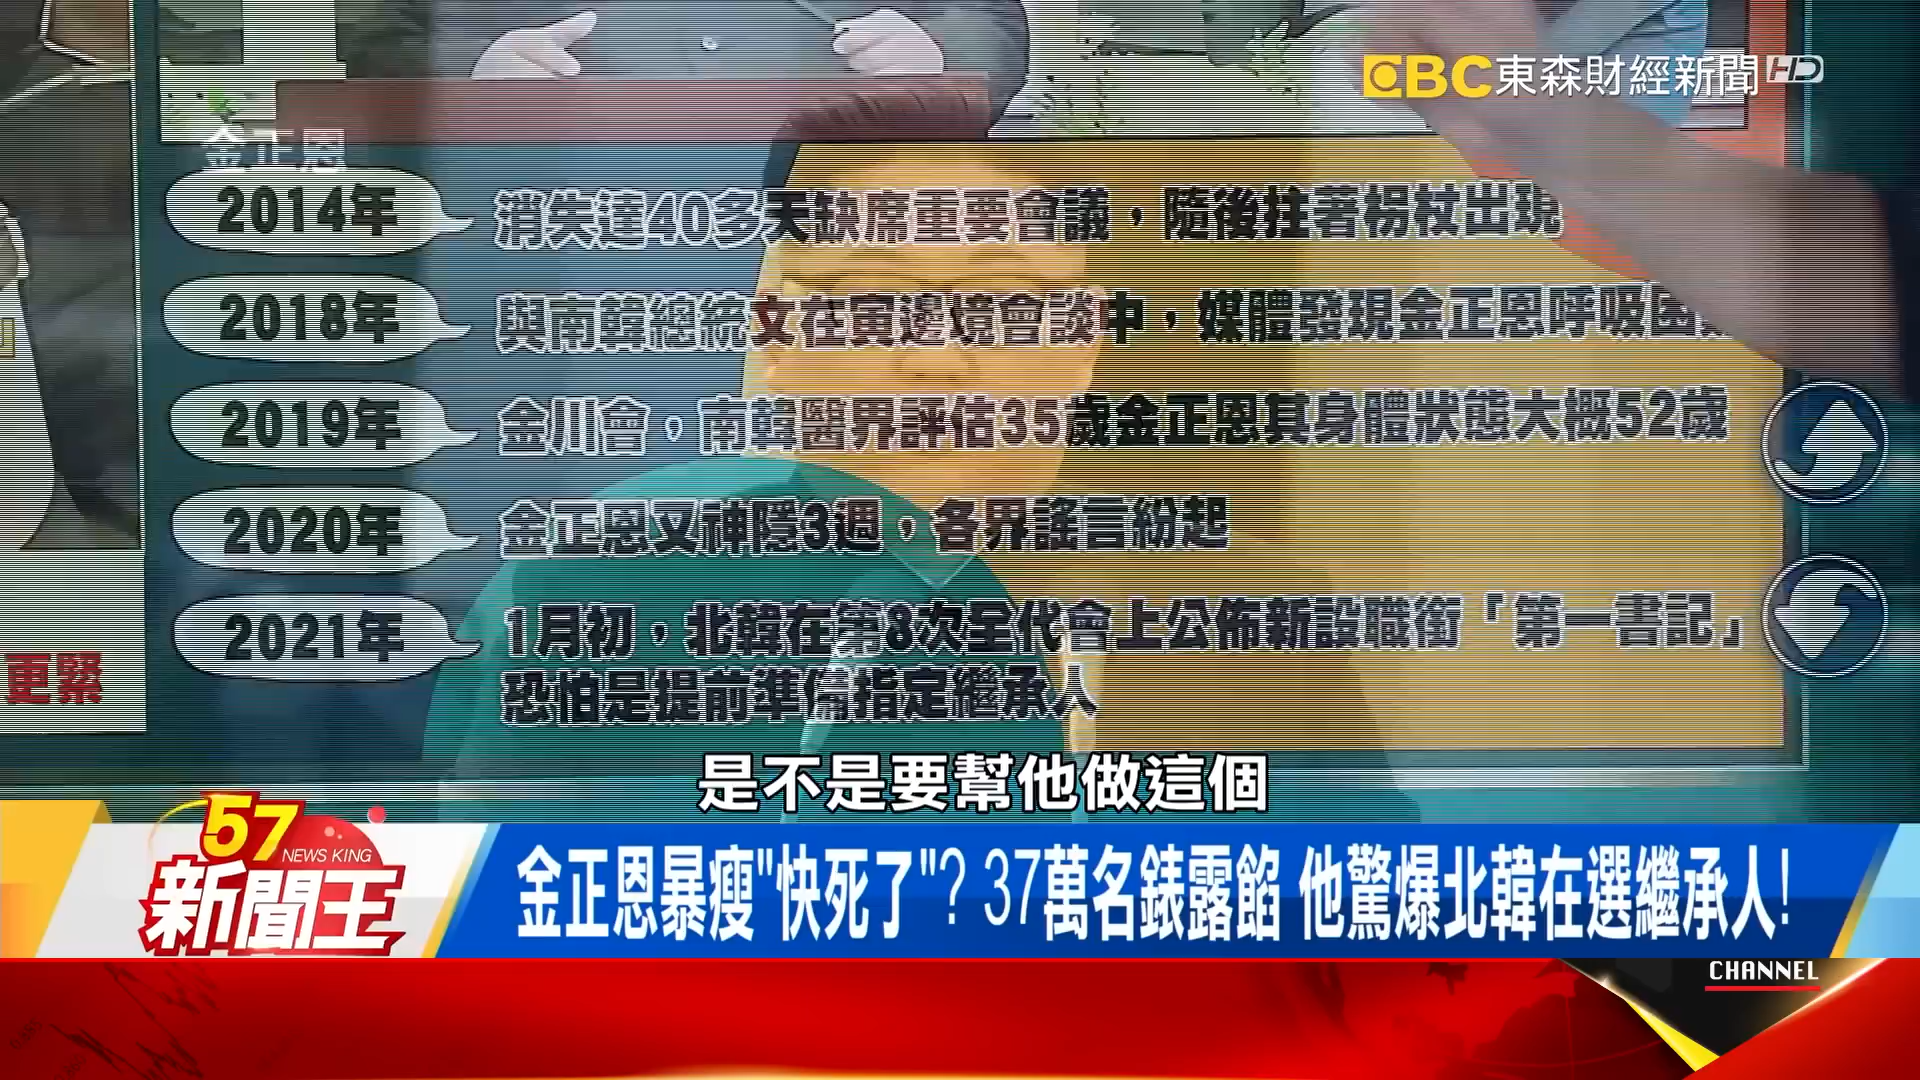 EBC東森財經新聞HD
金正恩
2014年 消失達40多天缺席重要會議，隨後拄著柺杖出現
2018年 與南韓總統文在寅邊境會談中，媒體發現金正恩呼吸困
2019年 金川會，南韓醫界評估35歲金正恩其身體狀態大概52歲
2020年 金正恩又神隱3週，各界謠言紛起
2021年 1月初，北韓在第8次全代會上公佈新設職銜「第一書記」
恐怕是提前準備指定繼承人
更緊
是不是要幫他做這個
57
NEWS KING
新聞王
金正恩暴瘦"快死了"? 37萬名錶露餡 他驚爆北韓在選繼承人!
CHANNEL